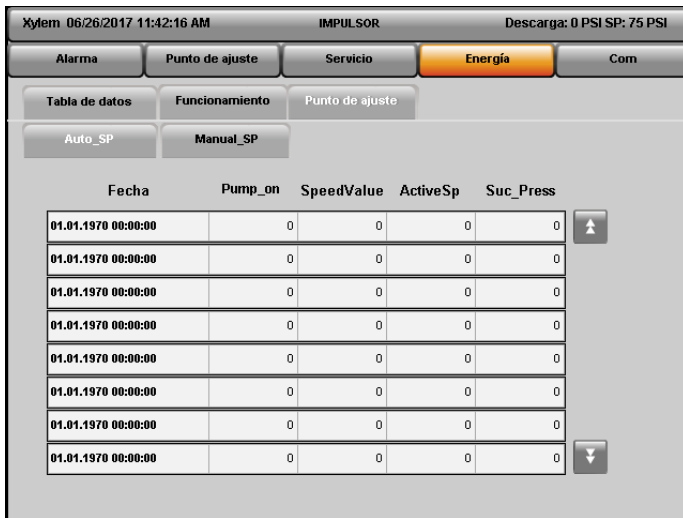 Xylem 06/26/2017 11:42:16 AM IMPULSOR Descarga: 0 PSI SP: 75 PSI
Alarma Punto de ajuste Servicio Energía Com
Tabla de datos Funcionamiento Punto de ajuste
Auto_SP Manual_SP
Fecha Pump_on SpeedValue ActiveSp Suc_Press
01.01.1970 00:00:00 0 0 0 0
01.01.1970 00:00:00 0 0 0 0
01.01.1970 00:00:00 0 0 0 0
01.01.1970 00:00:00 0 0 0 0
01.01.1970 00:00:00 0 0 0 0
01.01.1970 00:00:00 0 0 0 0
01.01.1970 00:00:00 0 0 0 0
01.01.1970 00:00:00 0 0 0 0